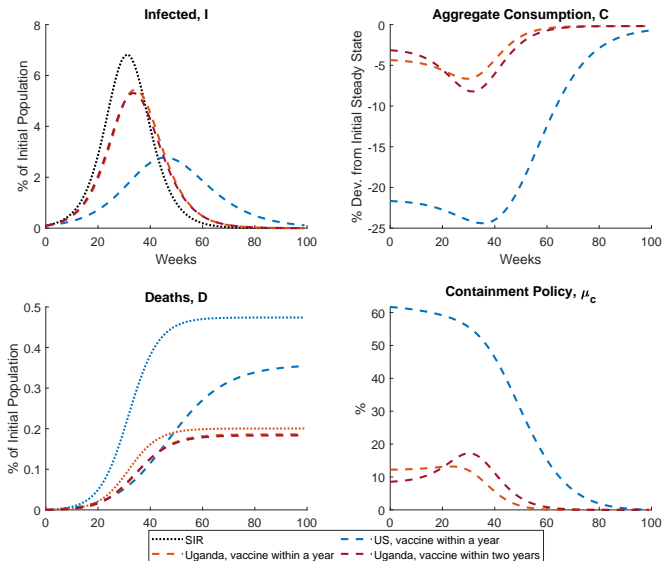 Infected, I
% of Initial Population
8
6
4
2
0
0 20 40 60 80 100
Weeks
Aggregate Consumption, C
% Dev. from Initial Steady State
0
-5
-10
-15
-20
-25
0 20 40 60 80 100
Weeks
Deaths, D
% of Initial Population
0.5
0.4
0.3
0.2
0.1
0
0 20 40 60 80 100
Containment Policy, μc
%
60
50
40
30
20
10
0
0 20 40 60 80 100
SIR
US, vaccine within a year
Uganda, vaccine within a year
Uganda, vaccine within two years